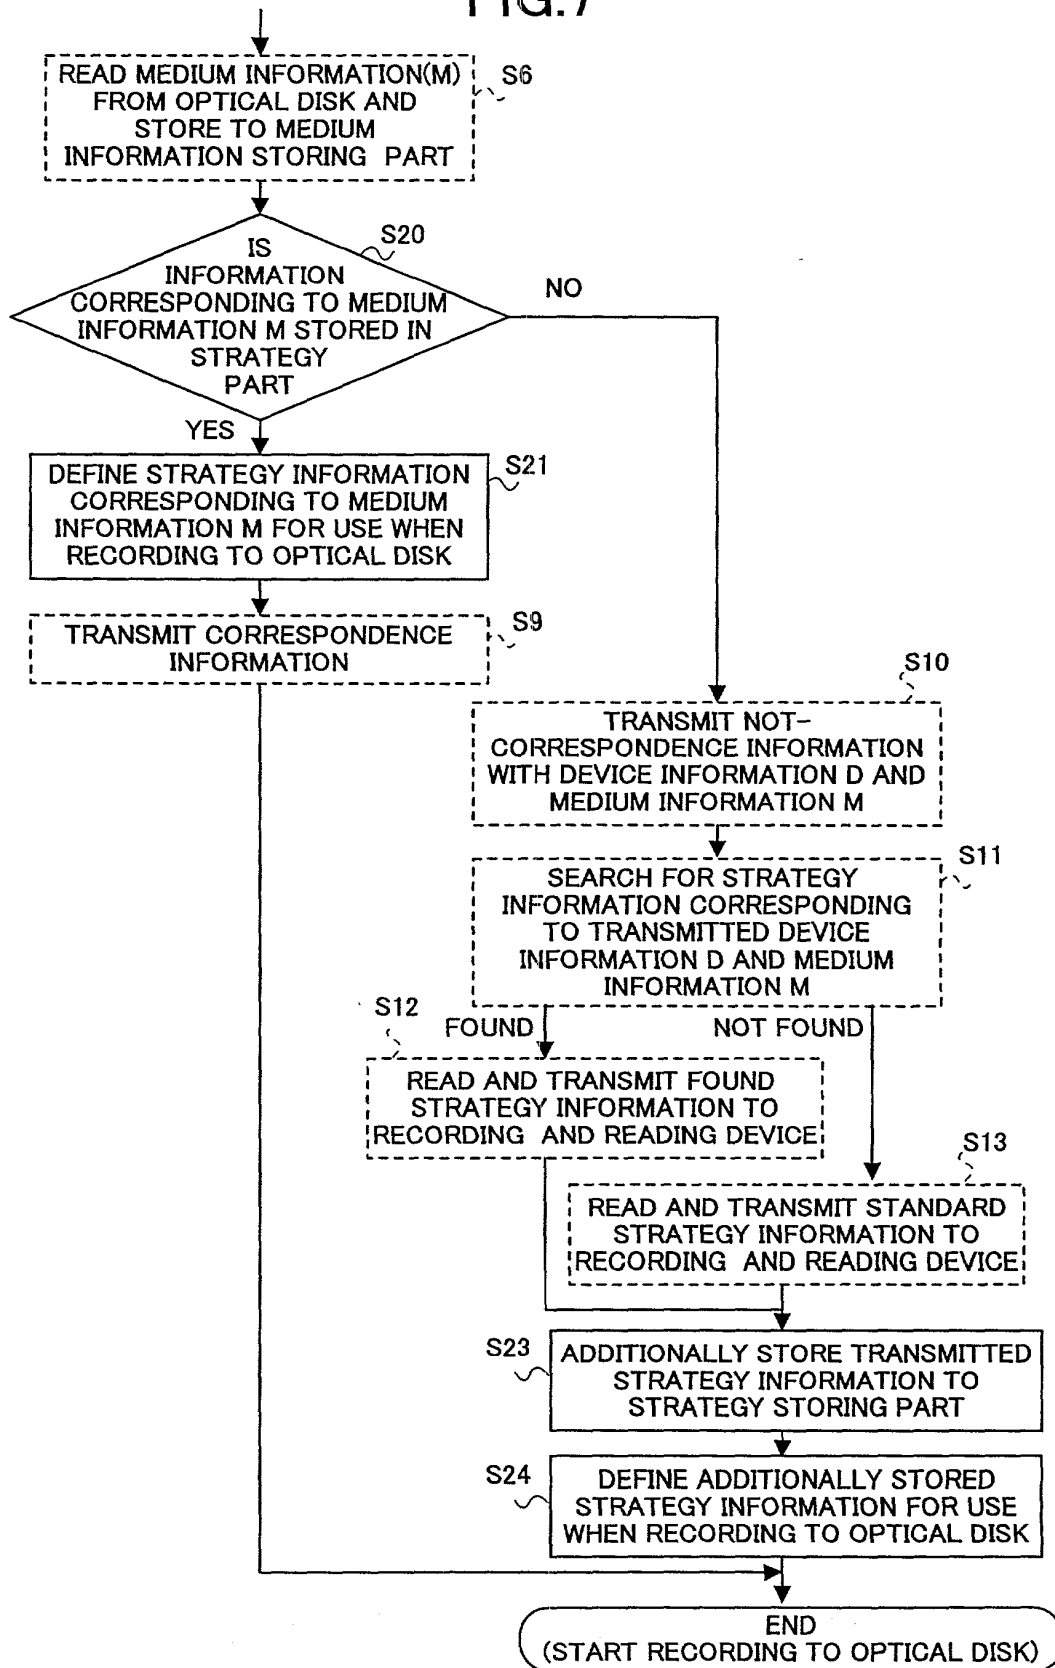 FIG.7
READ MEDIUM INFORMATION(M)
FROM OPTICAL DISK AND
STORE TO MEDIUM
INFORMATION STORING PART
S6
IS
INFORMATION
CORRESPONDING TO MEDIUM
INFORMATION M STORED IN
STRATEGY
PART
S20
NO
YES
DEFINE STRATEGY INFORMATION
CORRESPONDING TO MEDIUM
INFORMATION M FOR USE WHEN
RECORDING TO OPTICAL DISK
S21
TRANSMIT CORRESPONDENCE
INFORMATION
S9
S10
TRANSMIT NOT-
CORRESPONDENCE INFORMATION
WITH DEVICE INFORMATION D AND
MEDIUM INFORMATION M
S11
SEARCH FOR STRATEGY
INFORMATION CORRESPONDING
TO TRANSMITTED DEVICE
INFORMATION D AND MEDIUM
INFORMATION M
S12
FOUND
NOT FOUND
READ AND TRANSMIT FOUND
STRATEGY INFORMATION TO
RECORDING AND READING DEVICE
S13
READ AND TRANSMIT STANDARD
STRATEGY INFORMATION TO
RECORDING AND READING DEVICE
S23
ADDITIONALLY STORE TRANSMITTED
STRATEGY INFORMATION TO
STRATEGY STORING PART
S24
DEFINE ADDITIONALLY STORED
STRATEGY INFORMATION FOR USE
WHEN RECORDING TO OPTICAL DISK
END
(START RECORDING TO OPTICAL DISK)